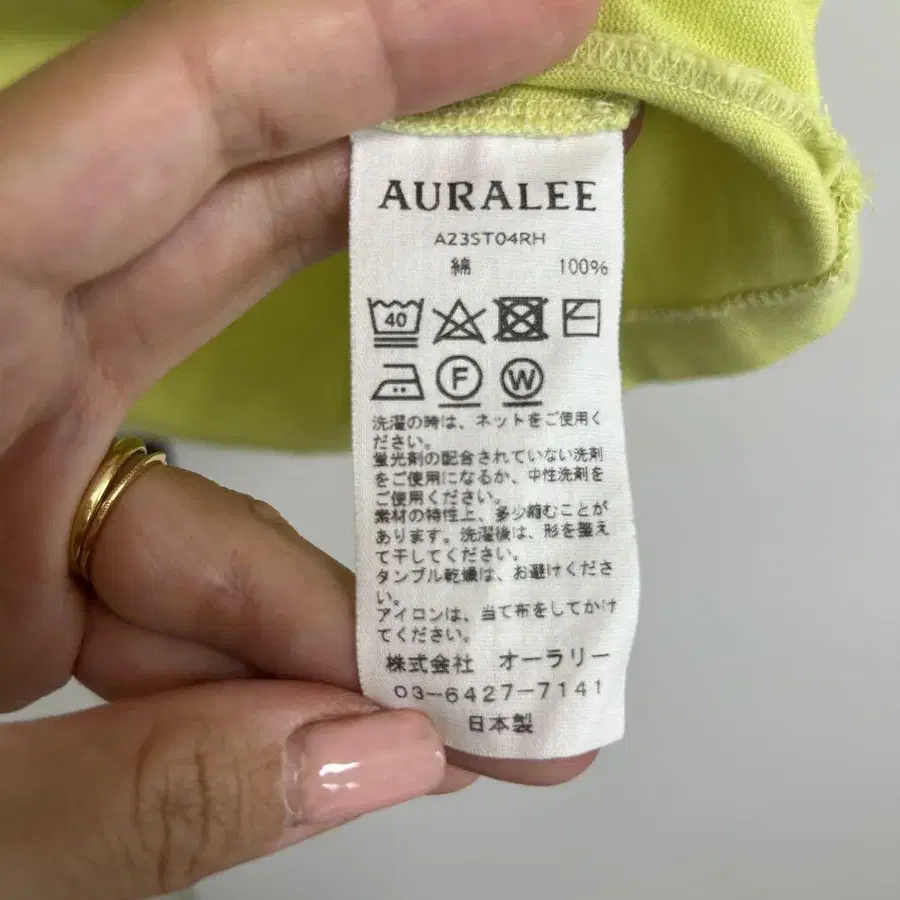 AURALEE
A23ST04RH
綿 100%
40
F W
洗濯の時は、ネットをご使用く
ださい。
蛍光剤の配合されていない洗剤
をご使用になるか、中性洗剤を
ご使用ください。
素材の特性上、多少縮むことが
あります。洗濯後は、形を整え
て干してください。
タンブル乾燥は、お避けくださ
い。
アイロンは、当て布をしてかけ
てください。
株式会社 オーラリー
03-6427-7141
日本製